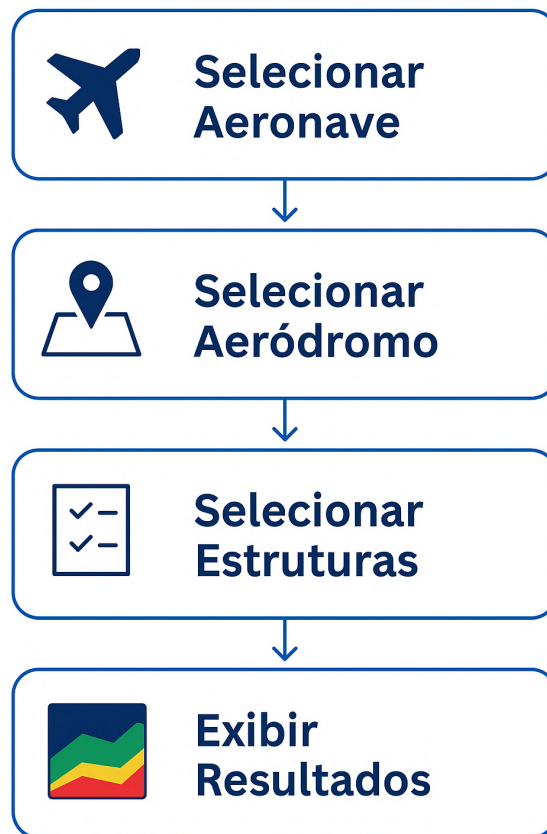 Selecionar
Aeronave
Selecionar
Aeródromo
Selecionar
Estruturas
Exibir
Resultados